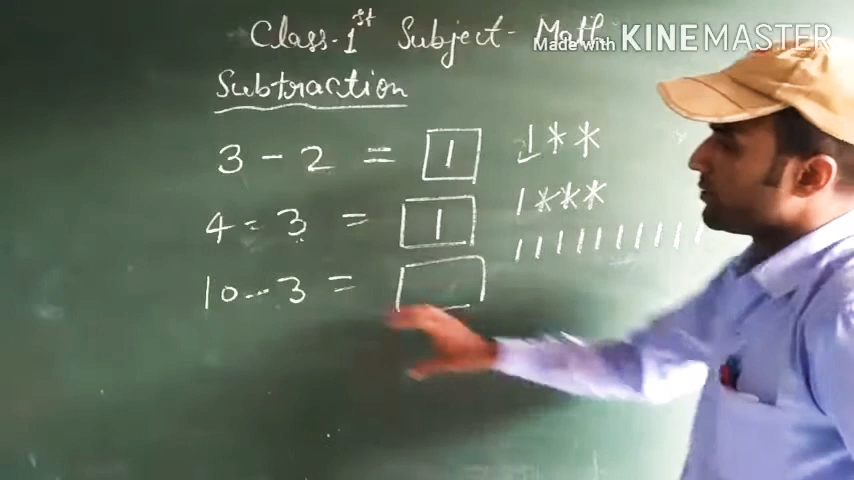 Class-1st Subject- Math
Made with KINEMASTER
Subtraction
3 - 2 = 1
4 - 3 = 1
10 - 3 =